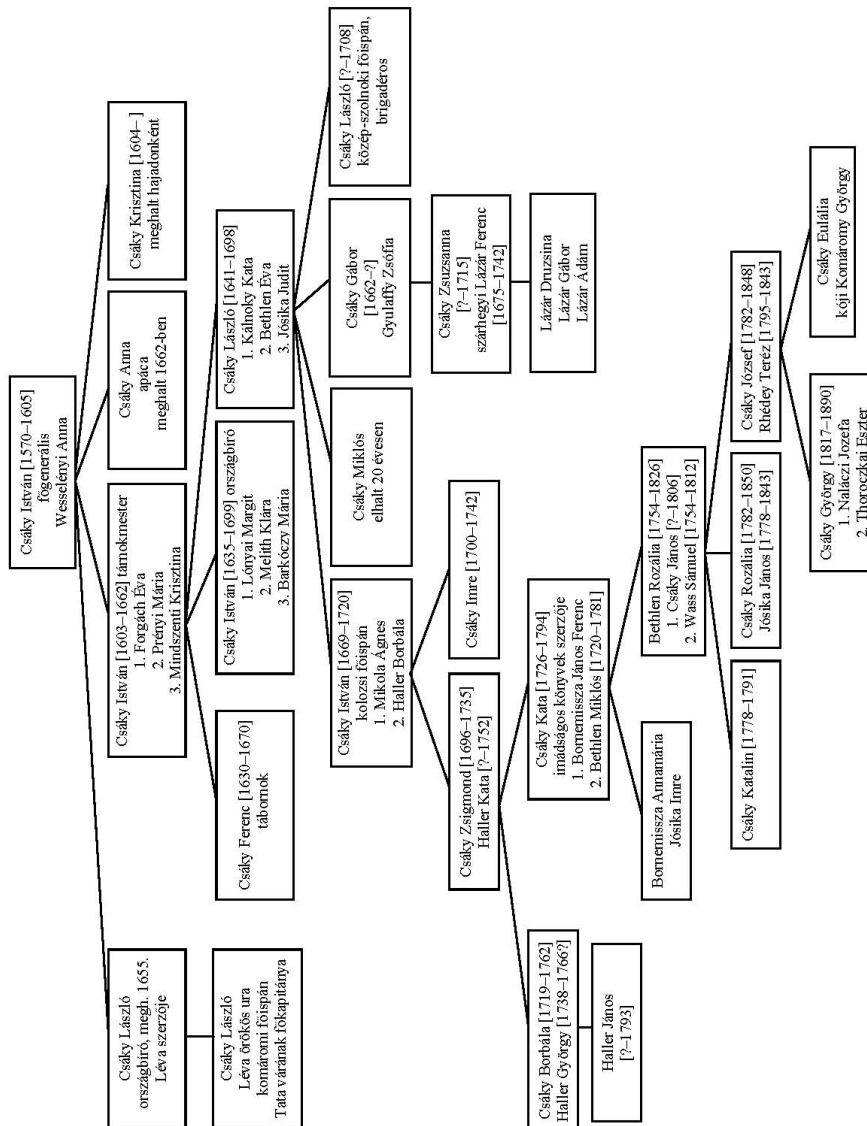 Csáky István [1570–1605]
főgenerális
Wesselényi Anna
Csáky László
országbíró, megh. 1655.
Léva szerzője
Csáky István [1603–1662] tárnokmester
1. Forgách Éva
2. Prényi Mária
3. Mindszenti Krisztina
Csáky Anna
apáca
meghalt 1662-ben
Csáky Krisztina [1604– ]
meghalt hajadonként
Csáky László
Léva örökös ura
komáromi főispán
Tata várának főkapitánya
Csáky Ferenc [1630–1670]
tábornok
Csáky István [1635–1699] országbíró
1. Lónyai Margit
2. Melith Klára
3. Barkóczy Mária
Csáky László [1641–1698]
1. Kálnoky Kata
2. Bethlen Éva
3. Jósika Judit
Csáky István [1669–1720]
kolozsi főispán
1. Mikola Ágnes
2. Haller Borbála
Csáky Miklós
elhalt 20 évesen
Csáky Gábor
[1662–?]
Gyulaffy Zsófia
Csáky László [?–1708]
közép-szolnoki főispán,
brigadéros
Csáky Zsigmond [1696–1735]
Haller Kata [?–1752]
Csáky Imre [1700–1742]
Csáky Zsuzsanna
[?–1715]
szárhegyi Lázár Ferenc
[1675–1742]
Csáky Borbála [1719–1762]
Haller György [1738–1766?]
Csáky Kata [1726–1794]
imádságos könyvek szerzője
1. Bornemissza János Ferenc
2. Bethlen Miklós [1720–1781]
Lázár Druzsina
Lázár Gábor
Lázár Ádám
Haller János
[?–1793]
Bornemissza Annamária
Jósika Imre
Bethlen Rozália [1754–1826]
1. Csáky János [?–1806]
2. Wass Sámuel [1754–1812]
Csáky Katalin [1778–1791]
Csáky Rozália [1782–1850]
Jósika János [1778–1843]
Csáky József [1782–1848]
Rhédey Teréz [1795–1843]
Csáky György [1817–1890]
1. Naláczi Jozefa
2. Thoroczkai Eszter
Csáky Eulália
kóji Komáromy György